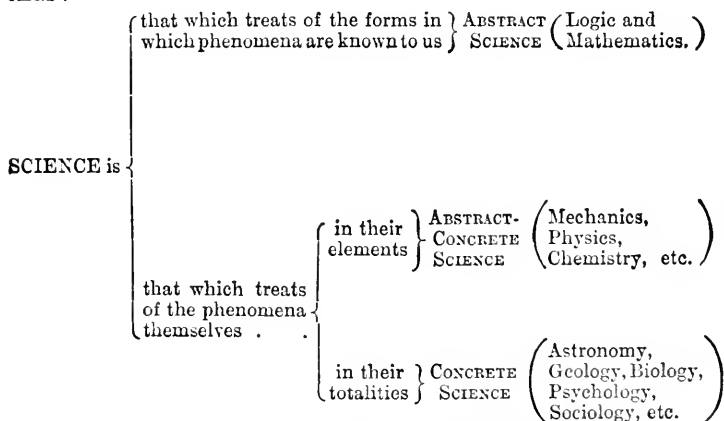 that which treats of the forms in } ABSTRACT ( Logic and
which phenomena are known to us } SCIENCE ( Mathematics. )
SCIENCE is
in their } ABSTRACT- ( Mechanics,
elements } CONCRETE ( Physics,
SCIENCE ( Chemistry, etc. )
that which treats
of the phenomena
themselves . .
( Astronomy,
in their } CONCRETE ( Geology, Biology,
totalities } SCIENCE ( Psychology,
( Sociology, etc. )